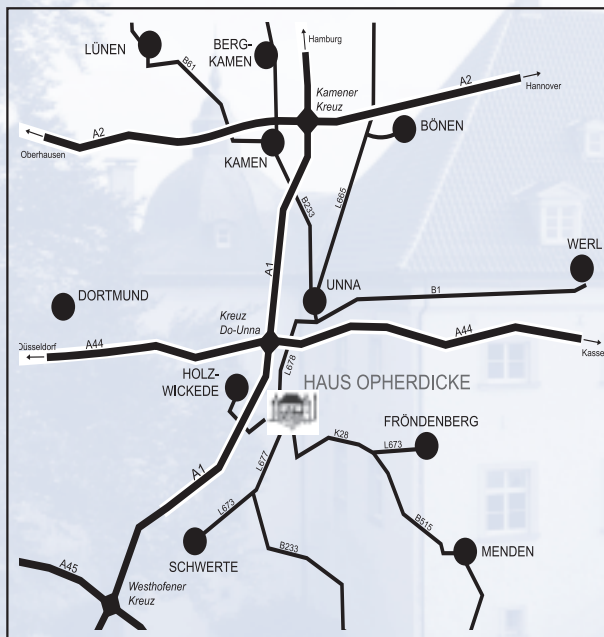 LÜNEN
BERG-
KAMEN
Hamburg
B61
A2
Hannover
Kamener
Kreuz
A2
BÖNEN
Oberhausen
KAMEN
B233
L665
WERL
A1
UNNA
B1
DORTMUND
Kreuz
Do-Unna
Düsseldorf
A44
A44
Kassel
L678
HOLZ-
WICKEDE
HAUS OPHERDICKE
FRÖNDENBERG
K28
L673
A1
L677
L673
B515
SCHWERTE
B233
MENDEN
A45
Westhofener
Kreuz